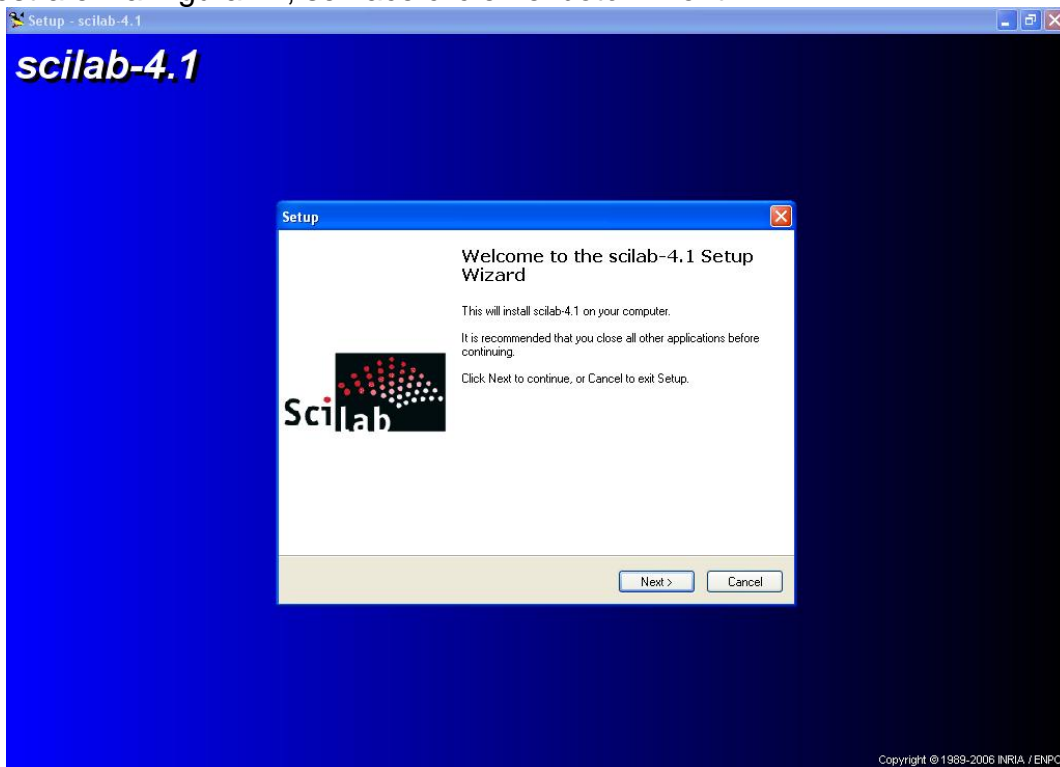 Setup - scilab-4.1
scilab-4.1
Setup
Welcome to the scilab-4.1 Setup
Wizard
This will install scilab-4.1 on your computer.
It is recommended that you close all other applications before
continuing.
Click Next to continue, or Cancel to exit Setup.
Scilab
Next >
Cancel
Copyright © 1989-2006 INRIA / ENPC